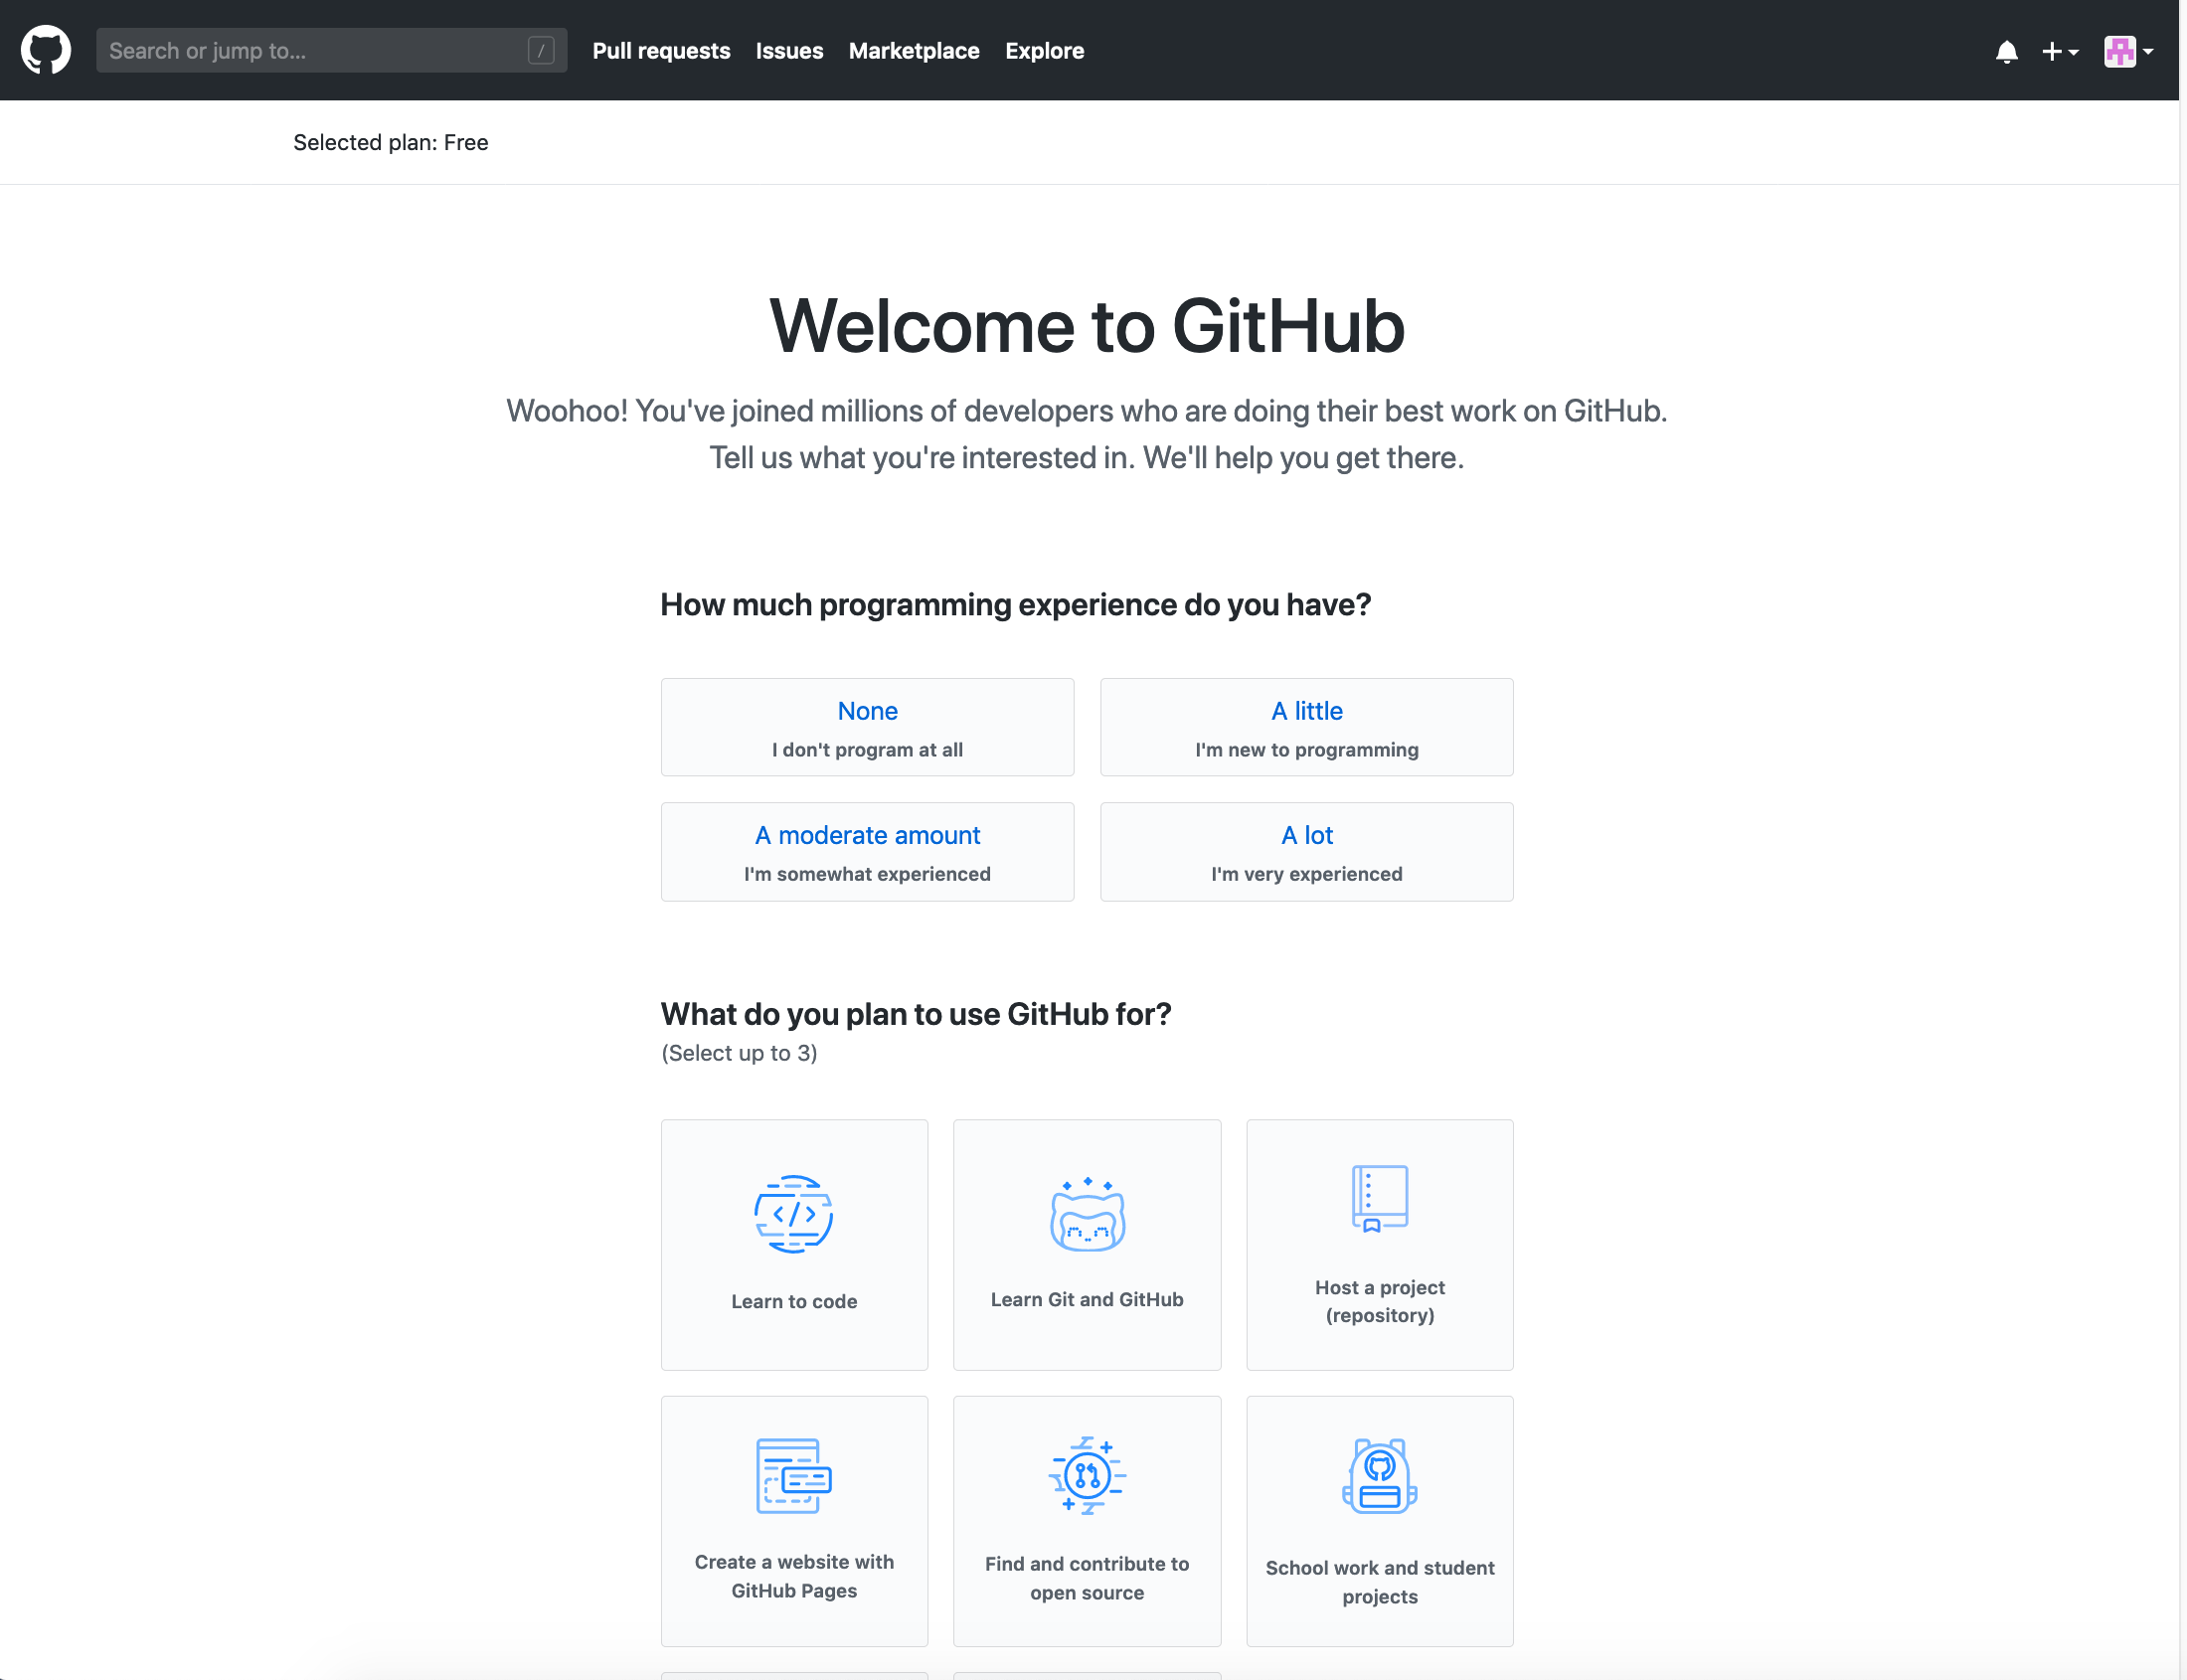 Search or jump to...
/
Pull requests
Issues
Marketplace
Explore
Selected plan: Free
Welcome to GitHub
Woohoo! You've joined millions of developers who are doing their best work on GitHub.
Tell us what you're interested in. We'll help you get there.
How much programming experience do you have?
None
I don't program at all
A little
I'm new to programming
A moderate amount
I'm somewhat experienced
A lot
I'm very experienced
What do you plan to use GitHub for?
(Select up to 3)
Learn to code
Learn Git and GitHub
Host a project
(repository)
Create a website with
GitHub Pages
Find and contribute to
open source
School work and student
projects